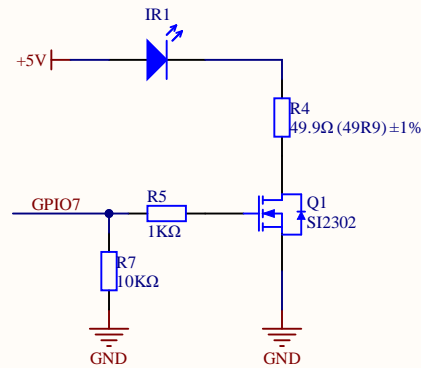 IR1
+5V
R4
49.9Ω (49R9) ±1%
Q1
SI2302
GPIO7
R5
1KΩ
R7
10KΩ
GND
GND